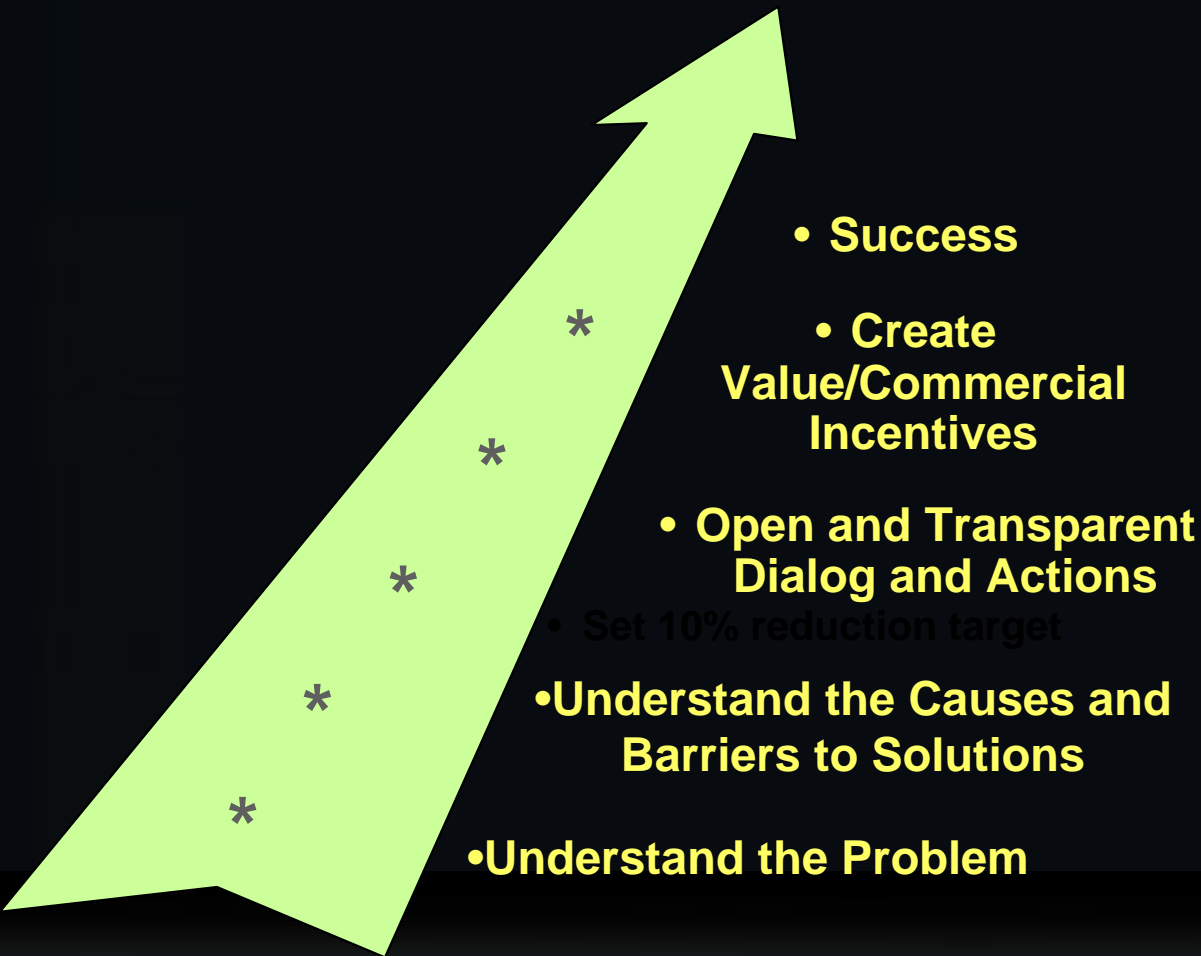 • Success
*
• Create
Value/Commercial
Incentives
*
• Open and Transparent
Dialog and Actions
*
• Set 10% reduction target
•Understand the Causes and
Barriers to Solutions
*
•Understand the Problem
*